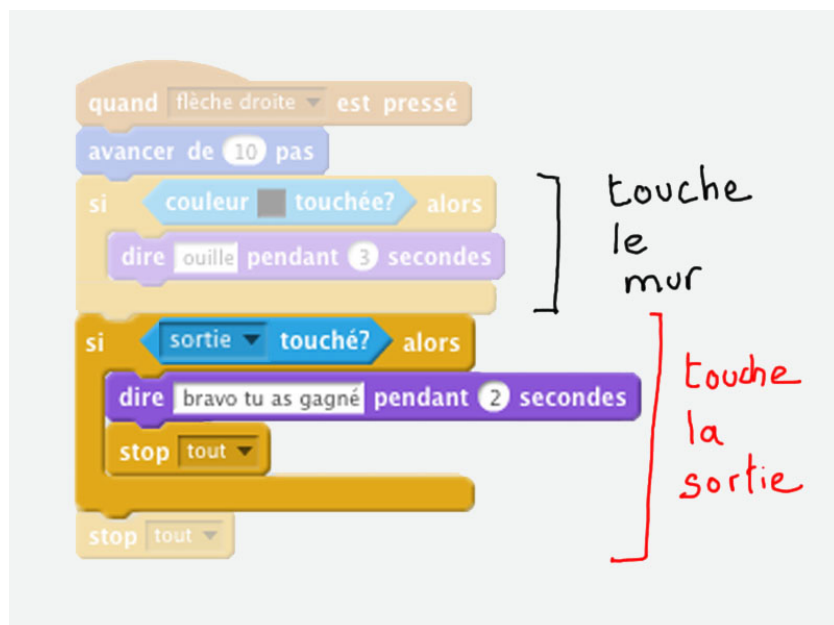 quand flèche droite est pressé
avancer de 10 pas
si couleur touchée? alors
dire ouille pendant 3 secondes
touche
le
mur
si sortie touché? alors
dire bravo tu as gagné pendant 2 secondes
stop tout
touche
la
sortie
stop tout